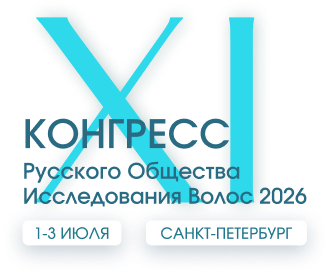 XI
КОНГРЕСС
Русского Общества
Исследования Волос 2026
1-3 ИЮЛЯ
САНКТ-ПЕТЕРБУРГ